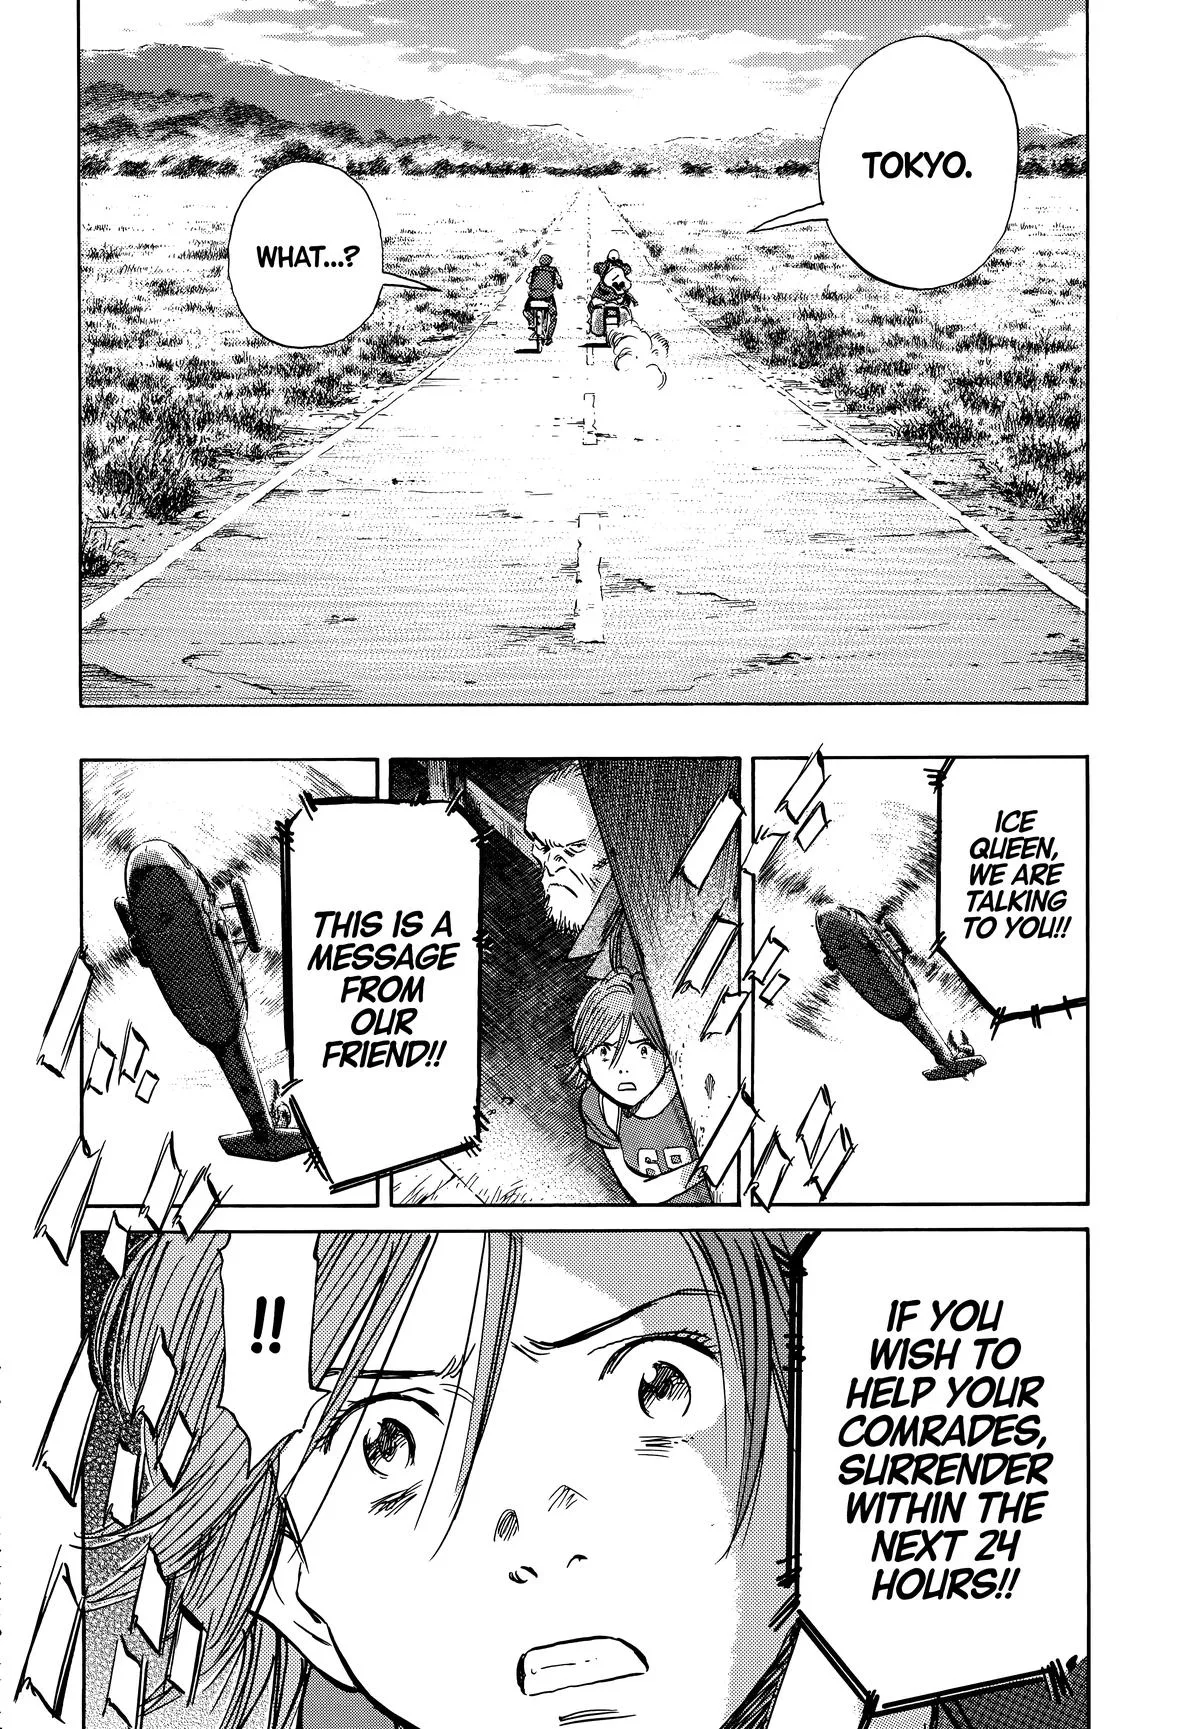 TOKYO.
WHAT...?
ICE
QUEEN,
WE ARE
TALKING
TO YOU!!
THIS IS A
MESSAGE
FROM
OUR
FRIEND!!
IF YOU
WISH TO
HELP YOUR
COMRADES,
SURRENDER
WITHIN THE
NEXT 24
HOURS!!
!!